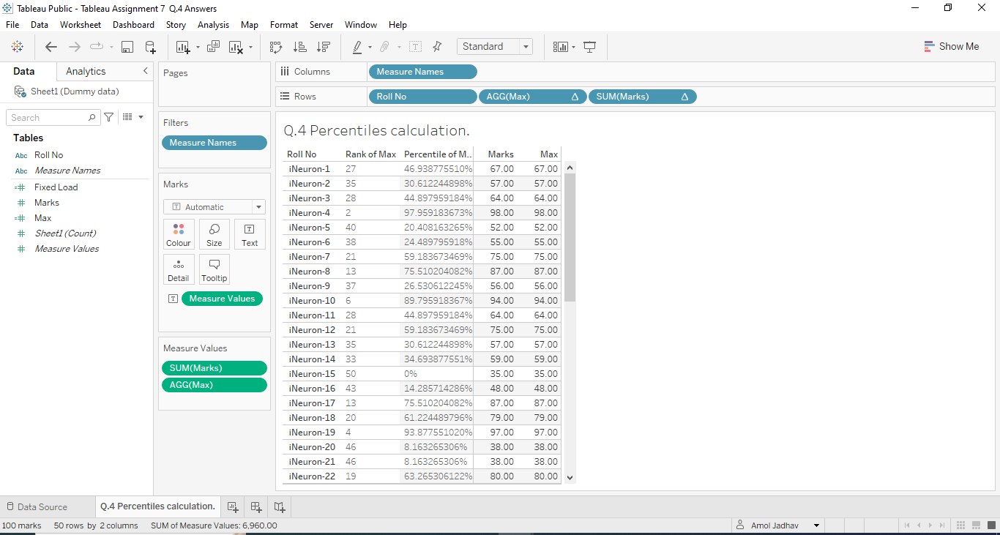 Tableau Public - Tableau Assignment 7 Q.4 Answers
File Data Worksheet Dashboard Story Analysis Map Format Server Window Help
Standard
Show Me
Data Analytics
Sheet1 (Dummy data)
Search
Tables
Abc Roll No
Abc Measure Names
Fixed Load
Marks
Max
Sheet1 (Count)
Measure Values
Pages
Filters
Measure Names
Marks
Automatic
Colour Size Text
Detail Tooltip
Measure Values
Measure Values
SUM(Marks)
AGG(Max)
Columns Measure Names
Rows Roll No AGG(Max) Δ SUM(Marks) Δ
Q.4 Percentiles calculation.
Roll No Rank of Max Percentile of M.. Marks Max
iNeuron-1 27 46.938775510% 67.00 67.00
iNeuron-2 35 30.612244898% 57.00 57.00
iNeuron-3 28 44.897959184% 64.00 64.00
iNeuron-4 2 97.959183673% 98.00 98.00
iNeuron-5 40 20.408163265% 52.00 52.00
iNeuron-6 38 24.489795918% 55.00 55.00
iNeuron-7 21 59.183673469% 75.00 75.00
iNeuron-8 13 75.510204082% 87.00 87.00
iNeuron-9 37 26.530612245% 56.00 56.00
iNeuron-10 6 89.795918367% 94.00 94.00
iNeuron-11 28 44.897959184% 64.00 64.00
iNeuron-12 21 59.183673469% 75.00 75.00
iNeuron-13 35 30.612244898% 57.00 57.00
iNeuron-14 33 34.693877551% 59.00 59.00
iNeuron-15 50 0% 35.00 35.00
iNeuron-16 43 14.285714286% 48.00 48.00
iNeuron-17 13 75.510204082% 87.00 87.00
iNeuron-18 20 61.224489796% 79.00 79.00
iNeuron-19 4 93.877551020% 97.00 97.00
iNeuron-20 46 8.163265306% 38.00 38.00
iNeuron-21 46 8.163265306% 38.00 38.00
iNeuron-22 19 63.265306122% 80.00 80.00
Data Source Q.4 Percentiles calculation.
100 marks 50 rows by 2 columns SUM of Measure Values: 6,960.00 Amol Jadhav